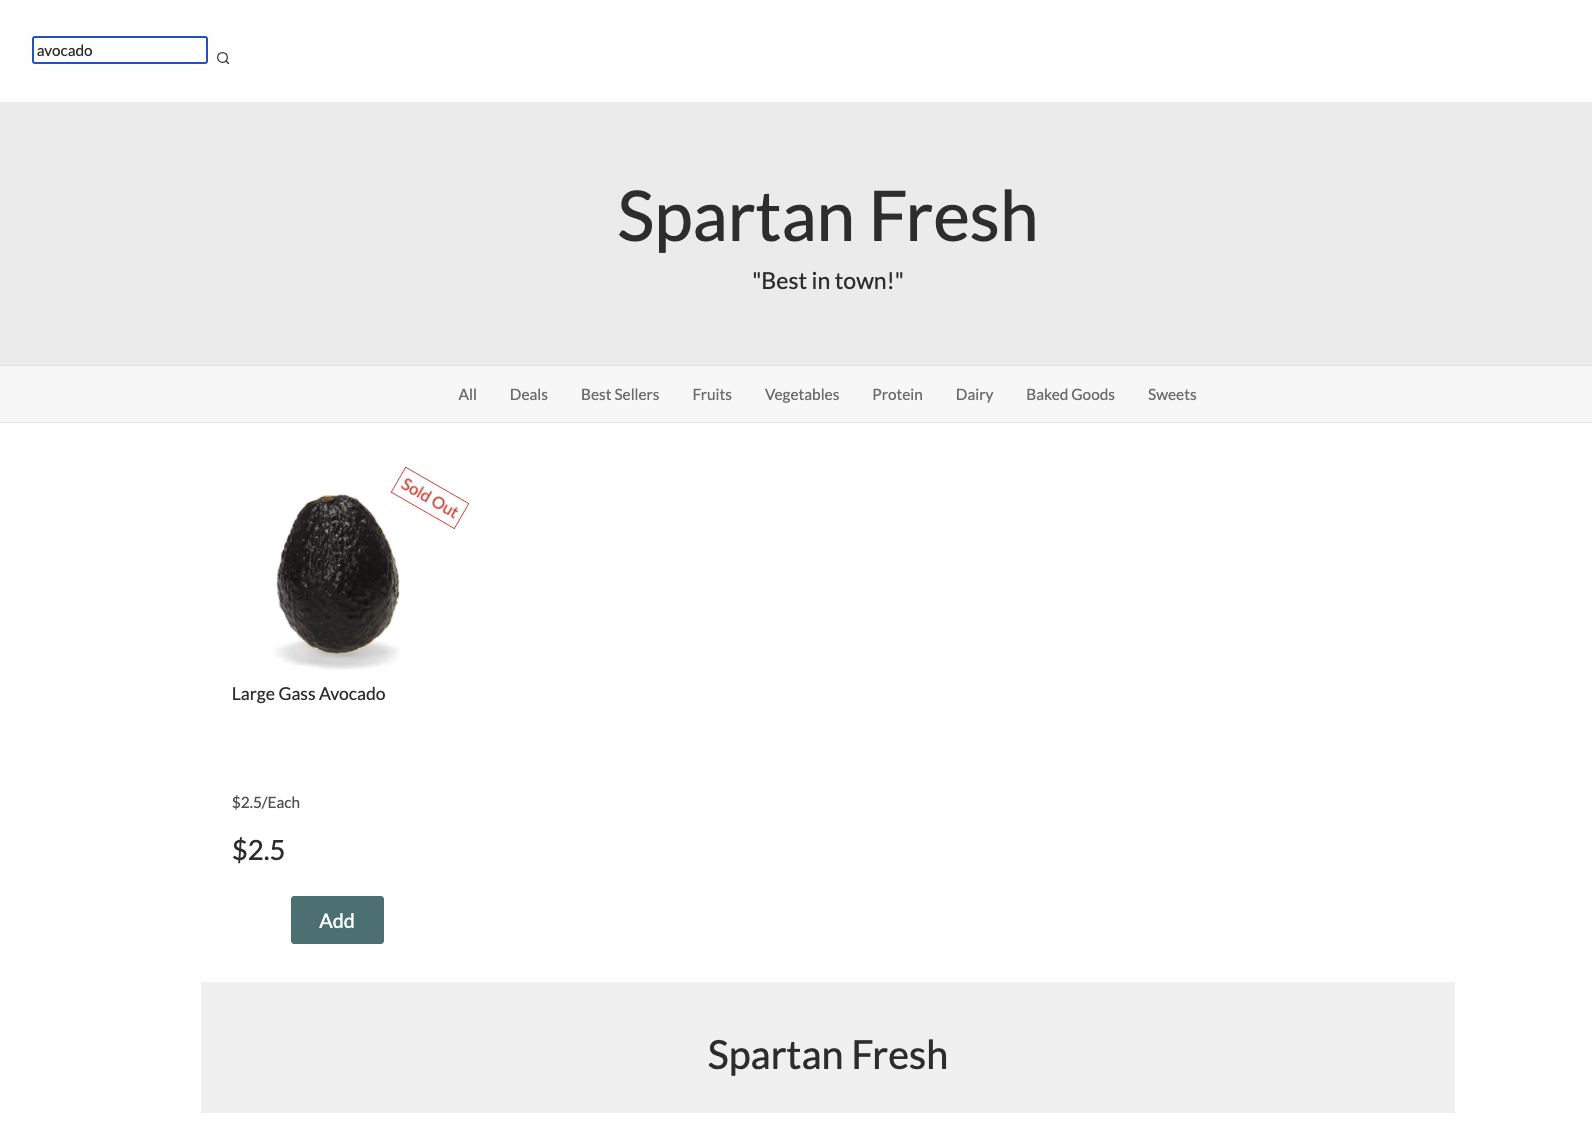 avocado
Spartan Fresh
"Best in town!"
All Deals Best Sellers Fruits Vegetables Protein Dairy Baked Goods Sweets
Sold Out
Large Gass Avocado
$2.5/Each
$2.5
Add
Spartan Fresh